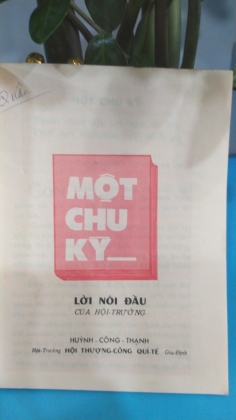 MỘT
CHU
KỲ
LỜI NÓI ĐẦU
CỦA HỘI-TRƯỞNG
HUỲNH - CÔNG - THẠNH
Hội-Trưởng HỘI THƯỢNG-CÔNG QUÍ-TẾ Gia-Định